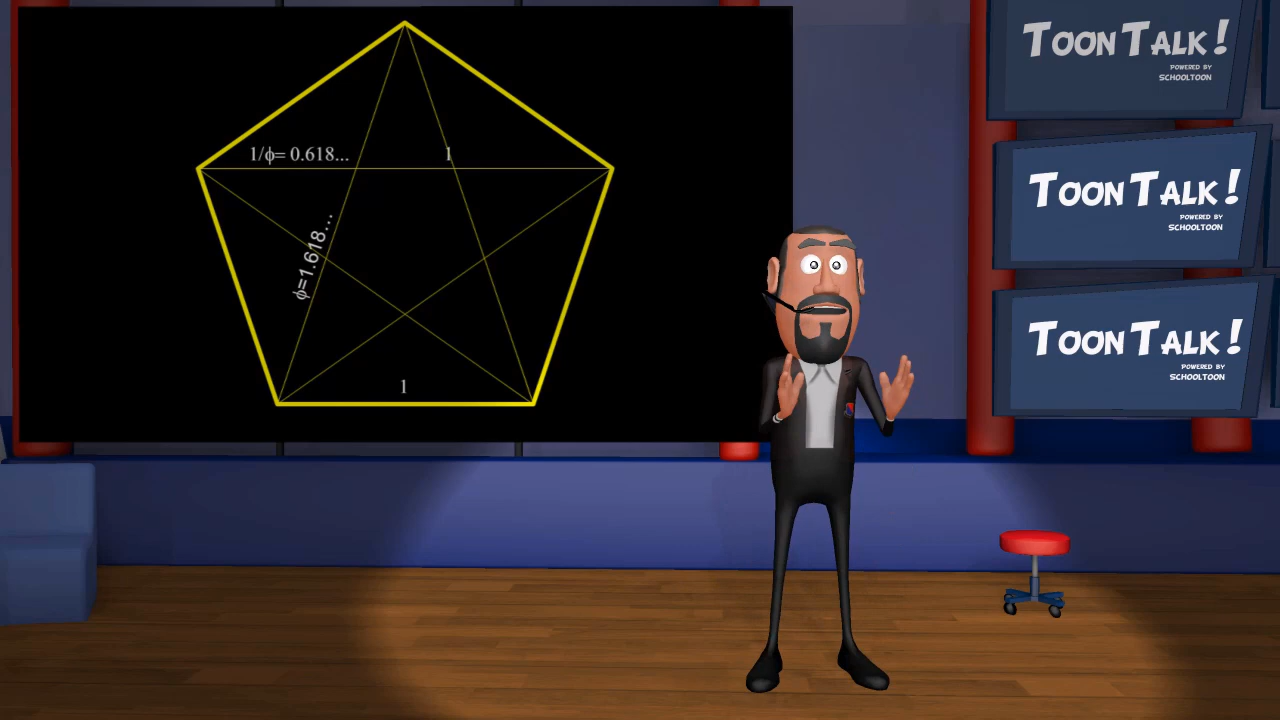 1/ϕ= 0.618...
1
ϕ=1.618...
1
TOON TALK!
POWERED BY
SCHOOLTOON
TOON TALK!
POWERED BY
SCHOOLTOON
TOON TALK!
POWERED BY
SCHOOLTOON